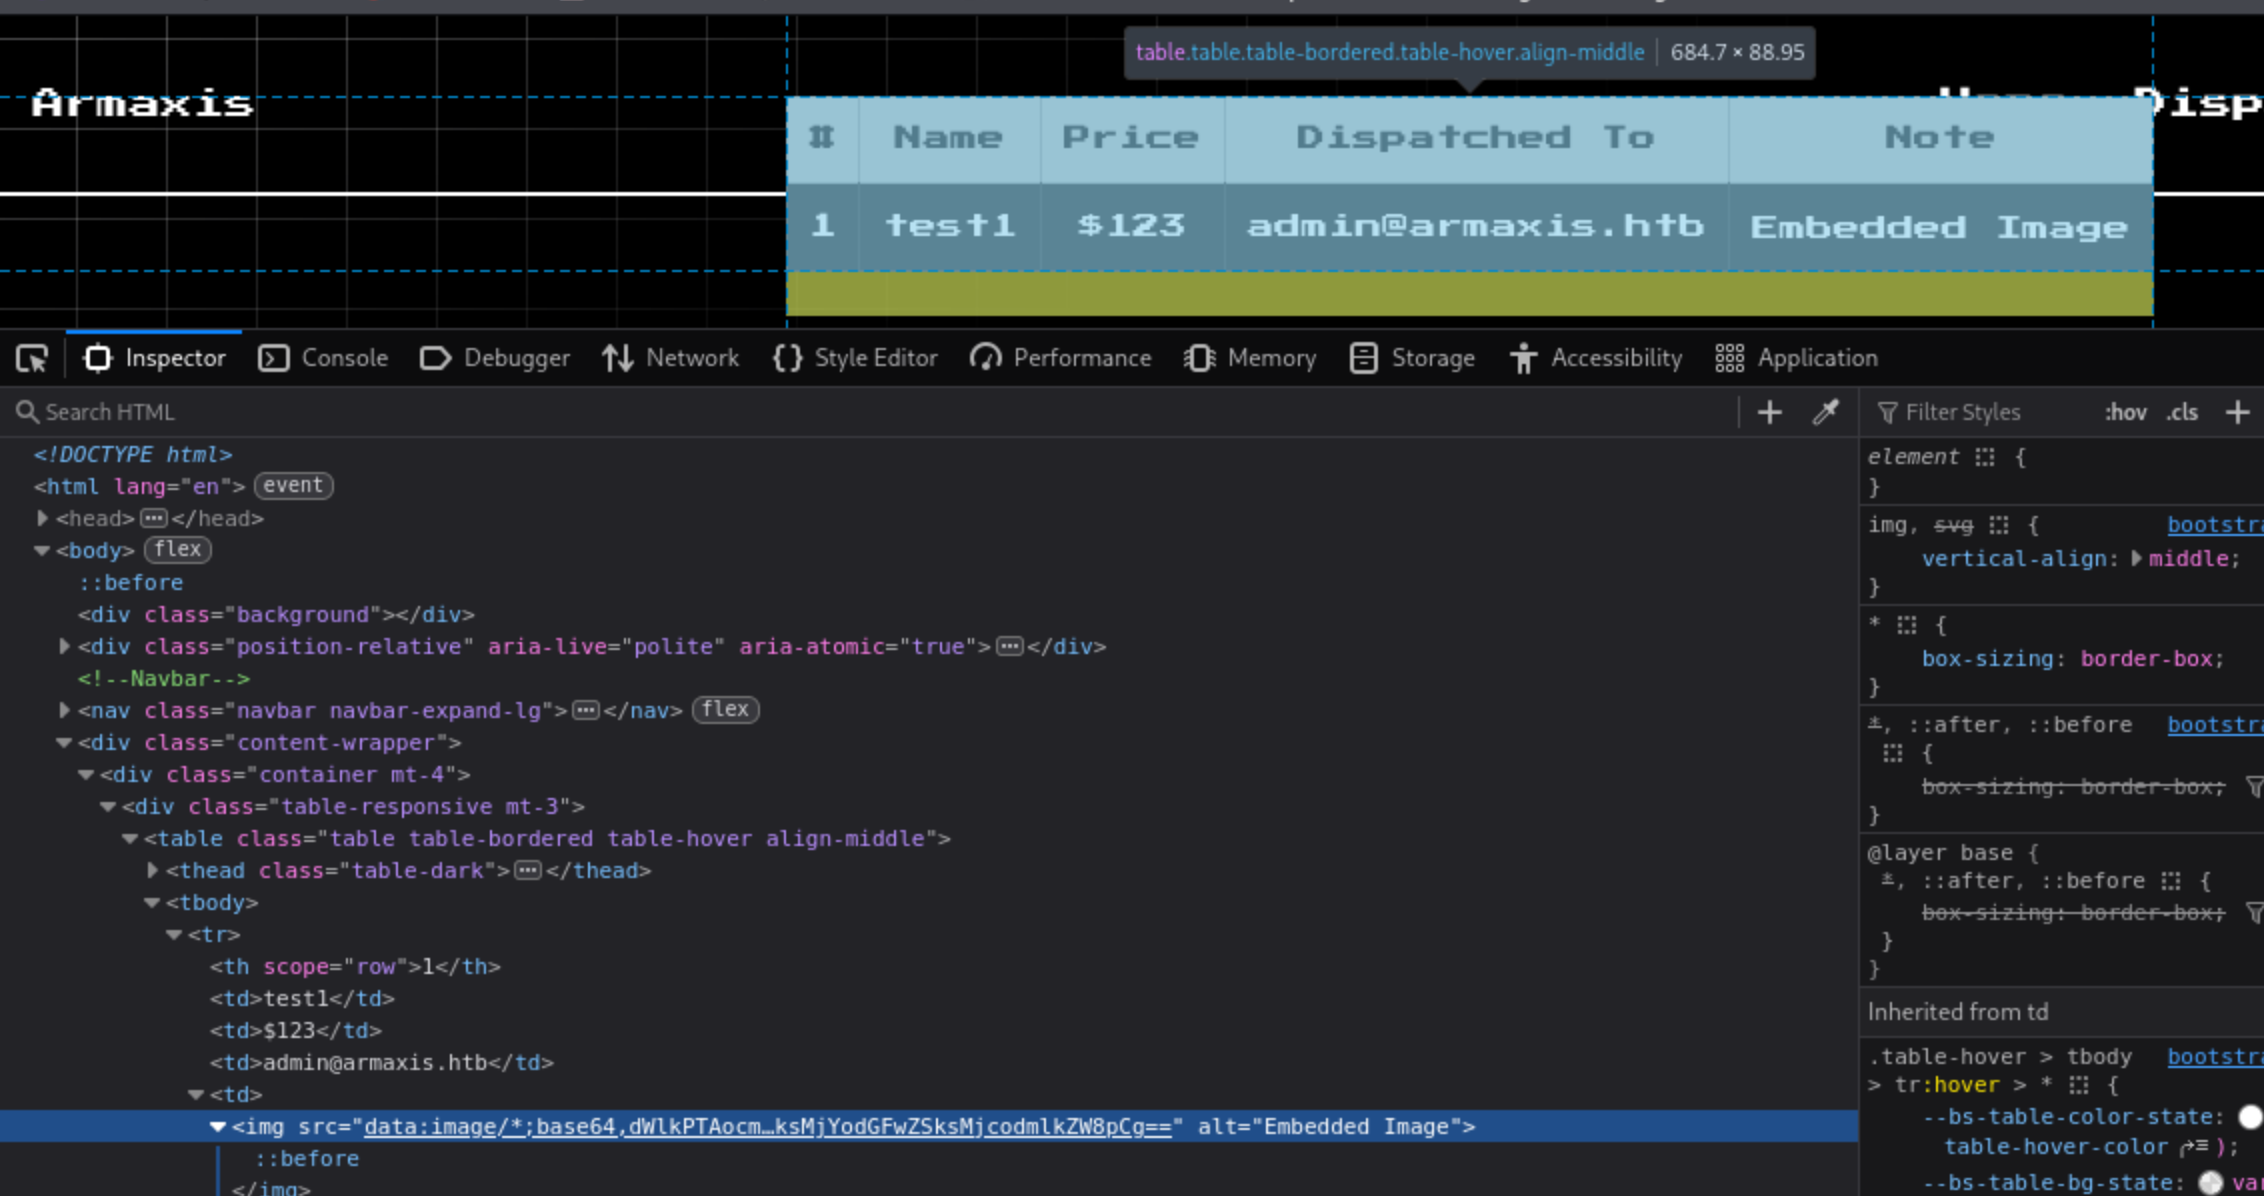 table.table.table-bordered.table-hover.align-middle | 684.7 × 88.95
Armaxis
Disp
# Name Price Dispatched To Note
1 test1 $123 admin@armaxis.htb Embedded Image
Inspector Console Debugger Network Style Editor Performance Memory Storage Accessibility Application
Search HTML
Filter Styles :hov .cls +
<!DOCTYPE html>
<html lang="en"> event
<head>…</head>
<body> flex
::before
<div class="background"></div>
<div class="position-relative" aria-live="polite" aria-atomic="true">…</div>
<!--Navbar-->
<nav class="navbar navbar-expand-lg">…</nav> flex
<div class="content-wrapper">
<div class="container mt-4">
<div class="table-responsive mt-3">
<table class="table table-bordered table-hover align-middle">
<thead class="table-dark">…</thead>
<tbody>
<tr>
<th scope="row">1</th>
<td>test1</td>
<td>$123</td>
<td>admin@armaxis.htb</td>
<td>
<img src="data:image/*;base64,dWlkPTAocm…ksMjYodGFwZSksMjcodmlkZW8pCg==" alt="Embedded Image">
::before
</img>
element {
}
img, svg { bootstra
vertical-align: middle;
}
* {
box-sizing: border-box;
}
*, ::after, ::before bootstra
{
box-sizing: border-box;
}
@layer base {
*, ::after, ::before {
box-sizing: border-box;
}
}
Inherited from td
.table-hover > tbody bootstra
> tr:hover > * {
--bs-table-color-state:
table-hover-color );
--bs-table-bg-state: va